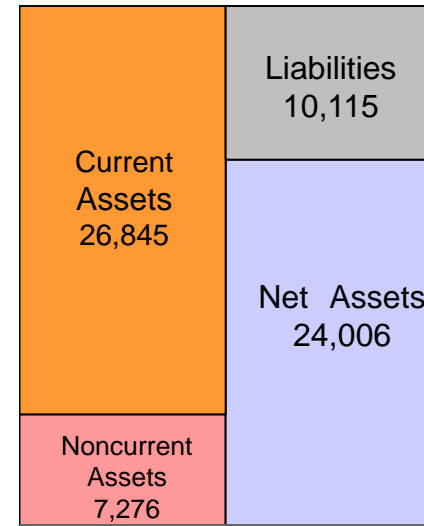 Current
Assets
26,845
Noncurrent
Assets
7,276
Liabilities
10,115
Net Assets
24,006